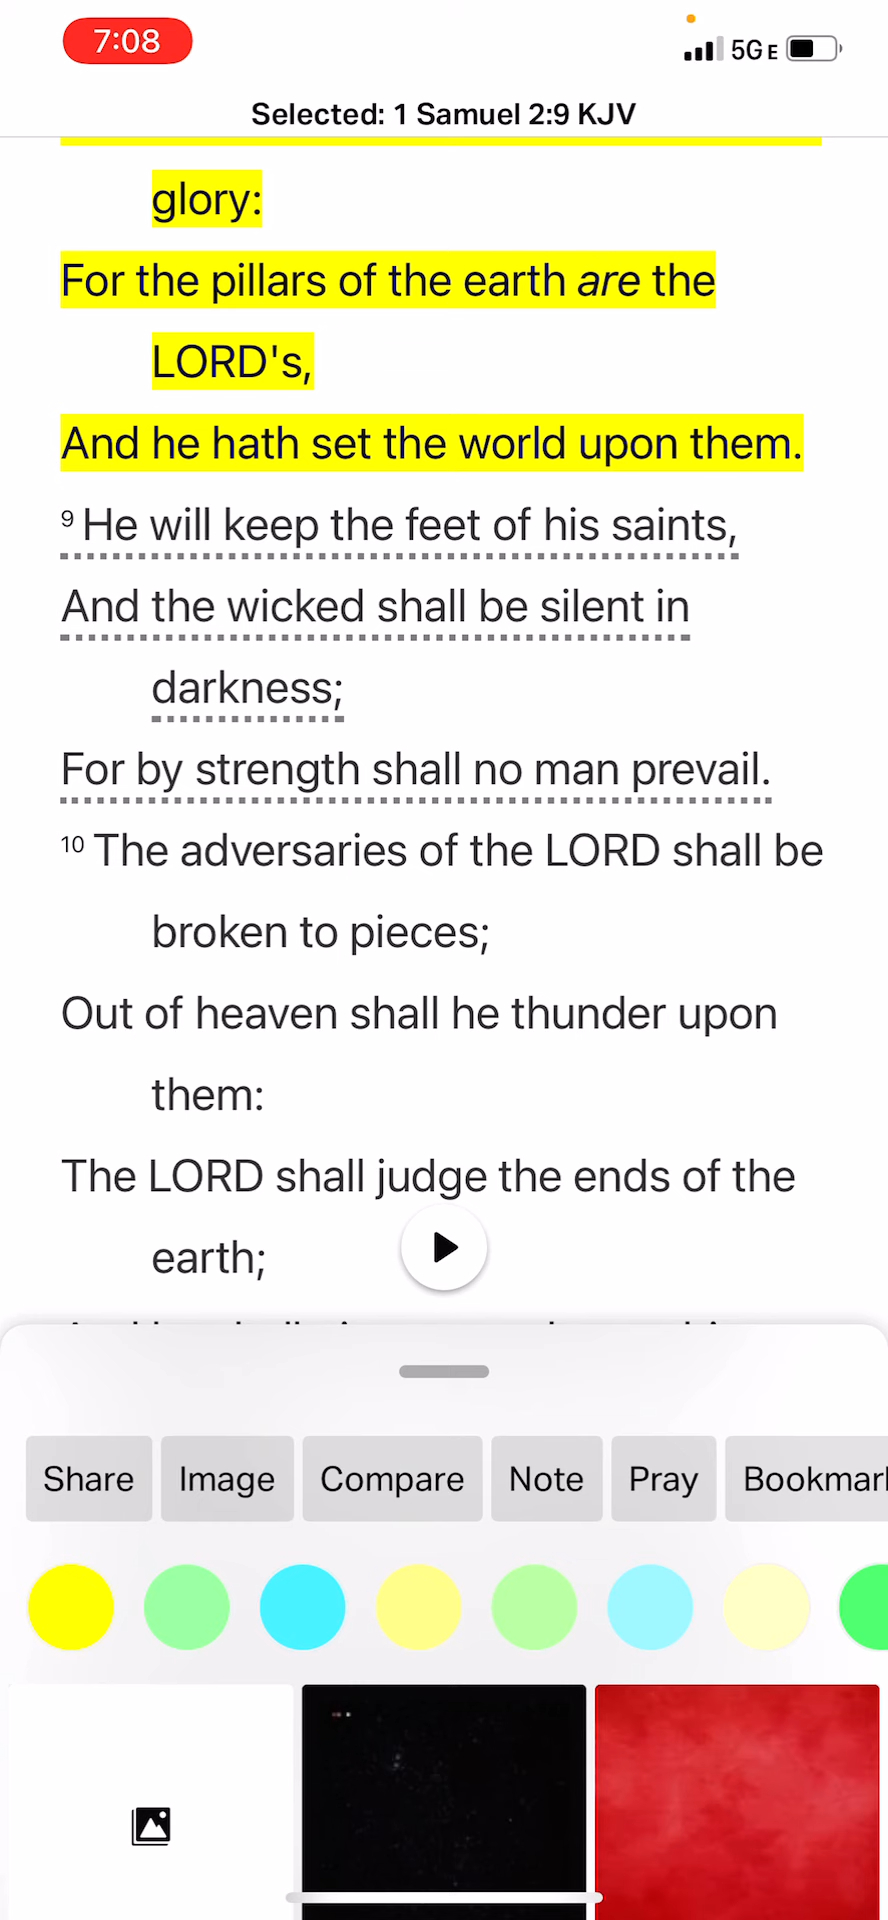 7:08
5G E
Selected: 1 Samuel 2:9 KJV
glory:
For the pillars of the earth are the
LORD's,
And he hath set the world upon them.
9 He will keep the feet of his saints,
And the wicked shall be silent in
darkness;
For by strength shall no man prevail.
10 The adversaries of the LORD shall be
broken to pieces;
Out of heaven shall he thunder upon
them:
The LORD shall judge the ends of the
earth;
Share
Image
Compare
Note
Pray
Bookmark